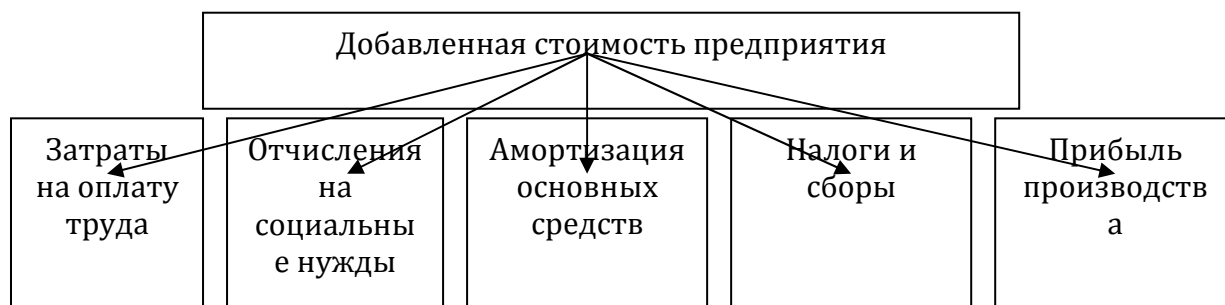 Добавленная стоимость предприятия
Затраты
на оплату
труда
Отчисления
на
социальны
е нужды
Амортизация
основных
средств
Налоги и
сборы
Прибыль
производств
а